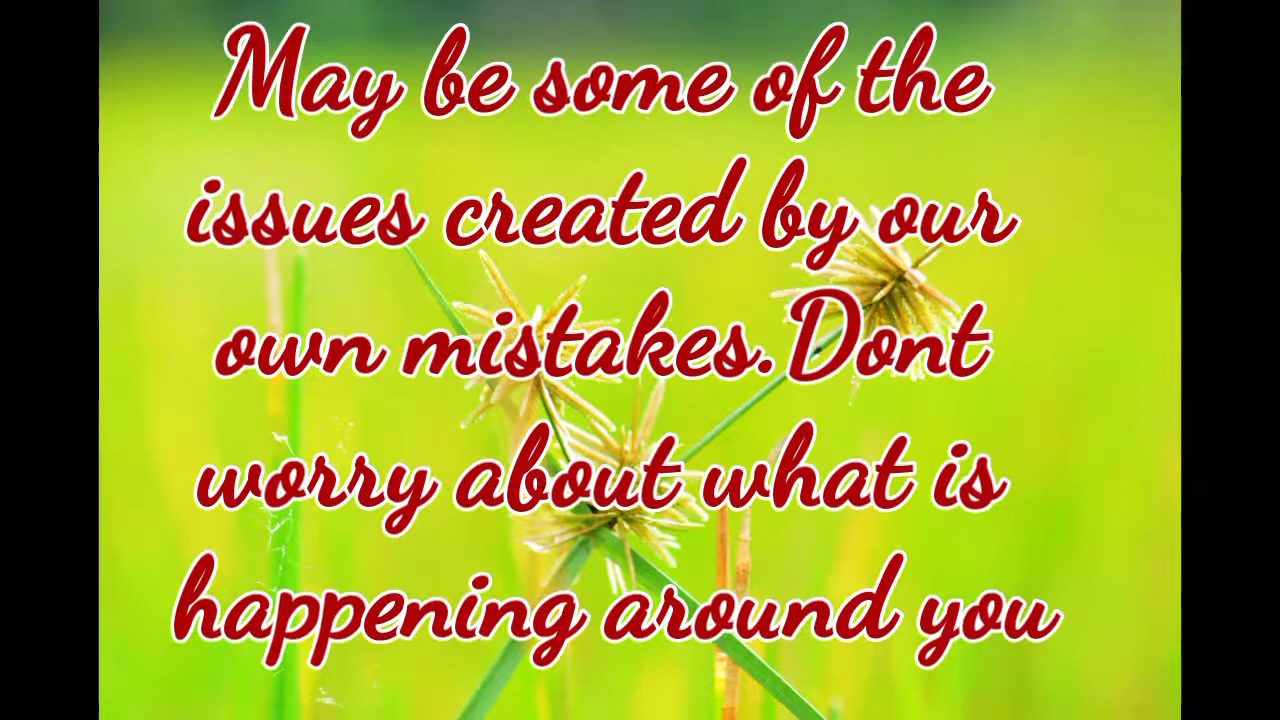 May be some of the
issues created by our
own mistakes.Dont
worry about what is
happening around you